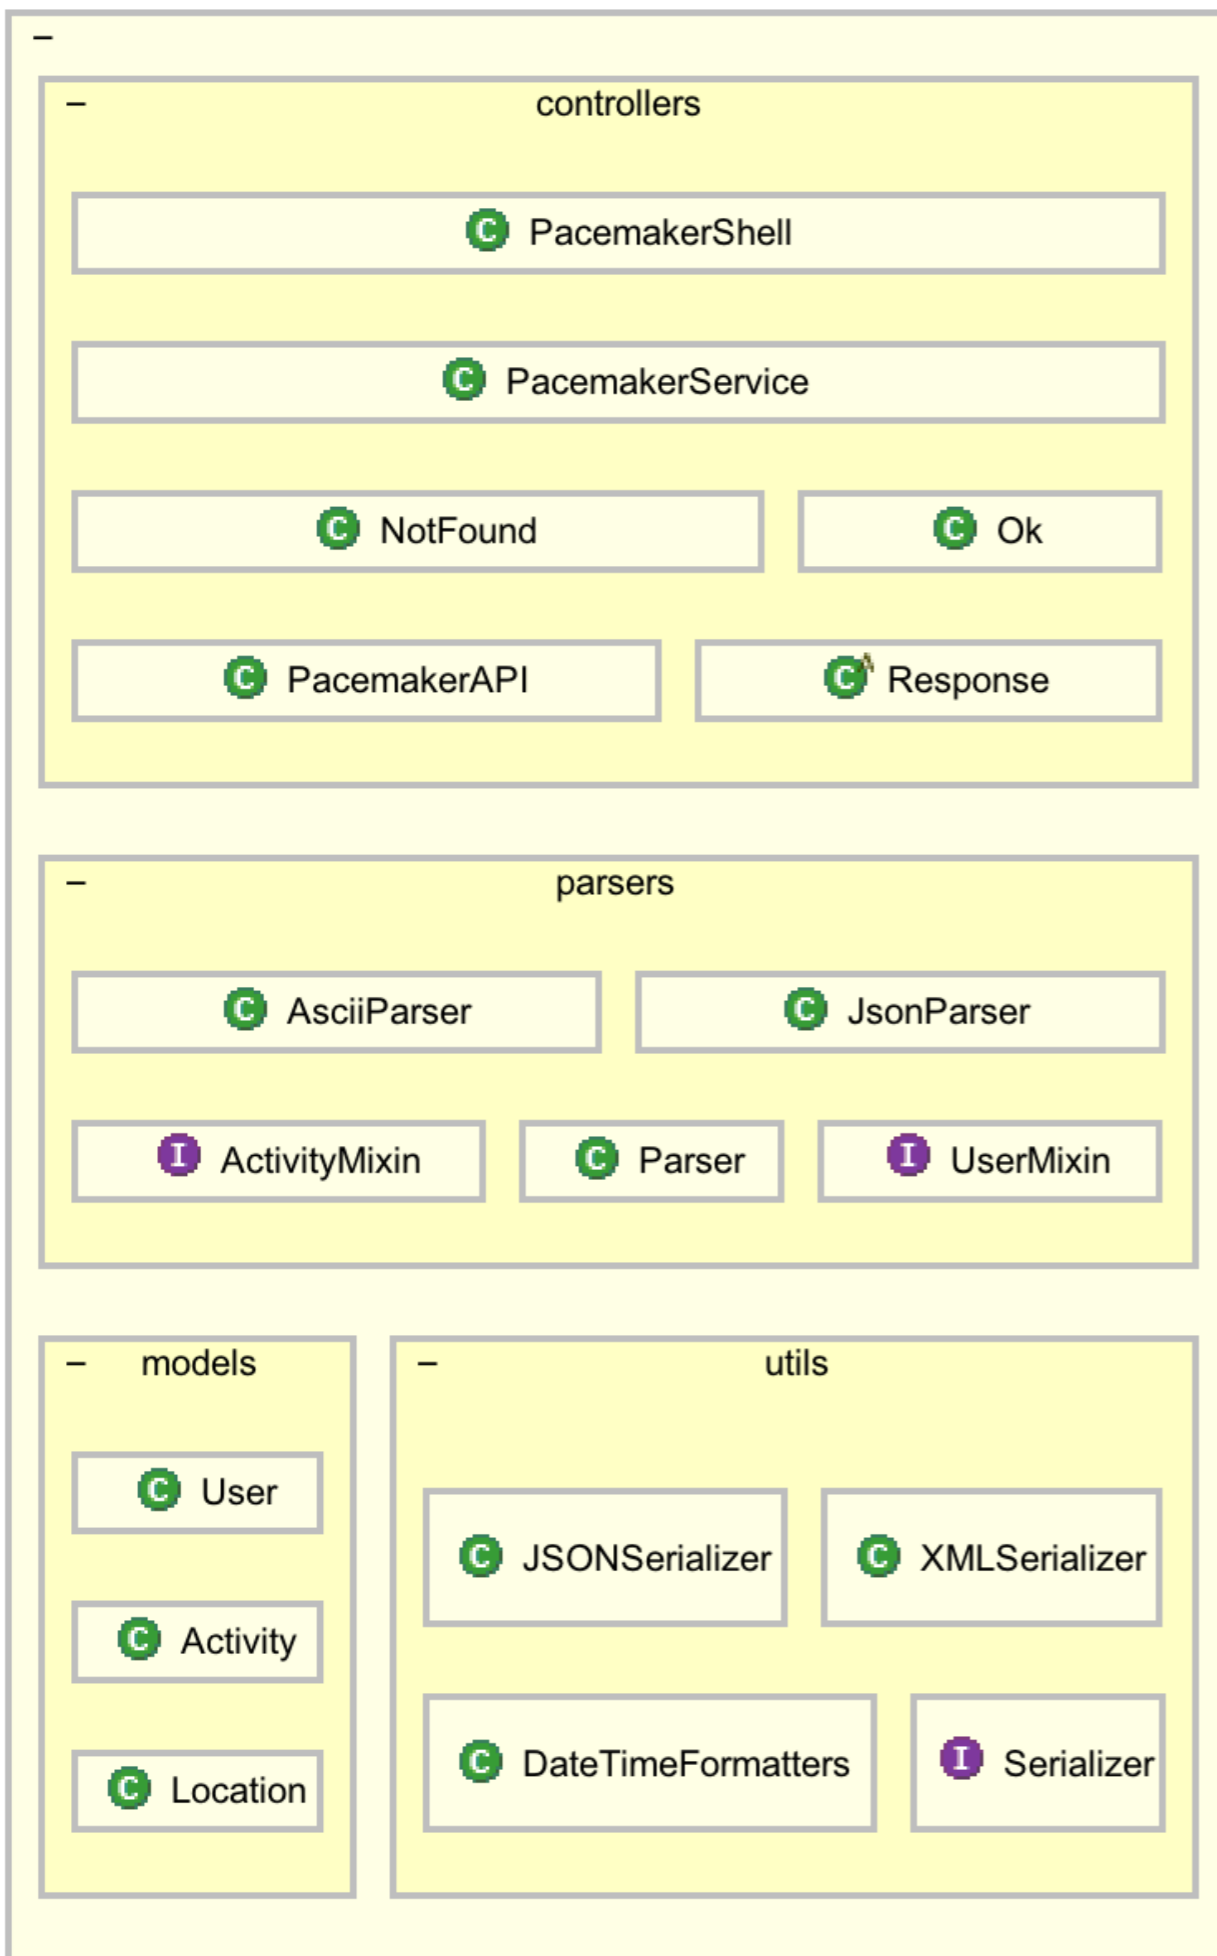 –
– controllers
C PacemakerShell
C PacemakerService
C NotFound
C Ok
C PacemakerAPI
C A Response
– parsers
C AsciiParser
C JsonParser
I ActivityMixin
C Parser
I UserMixin
– models
C User
C Activity
C Location
– utils
C JSONSerializer
C XMLSerializer
C DateTimeFormatters
I Serializer